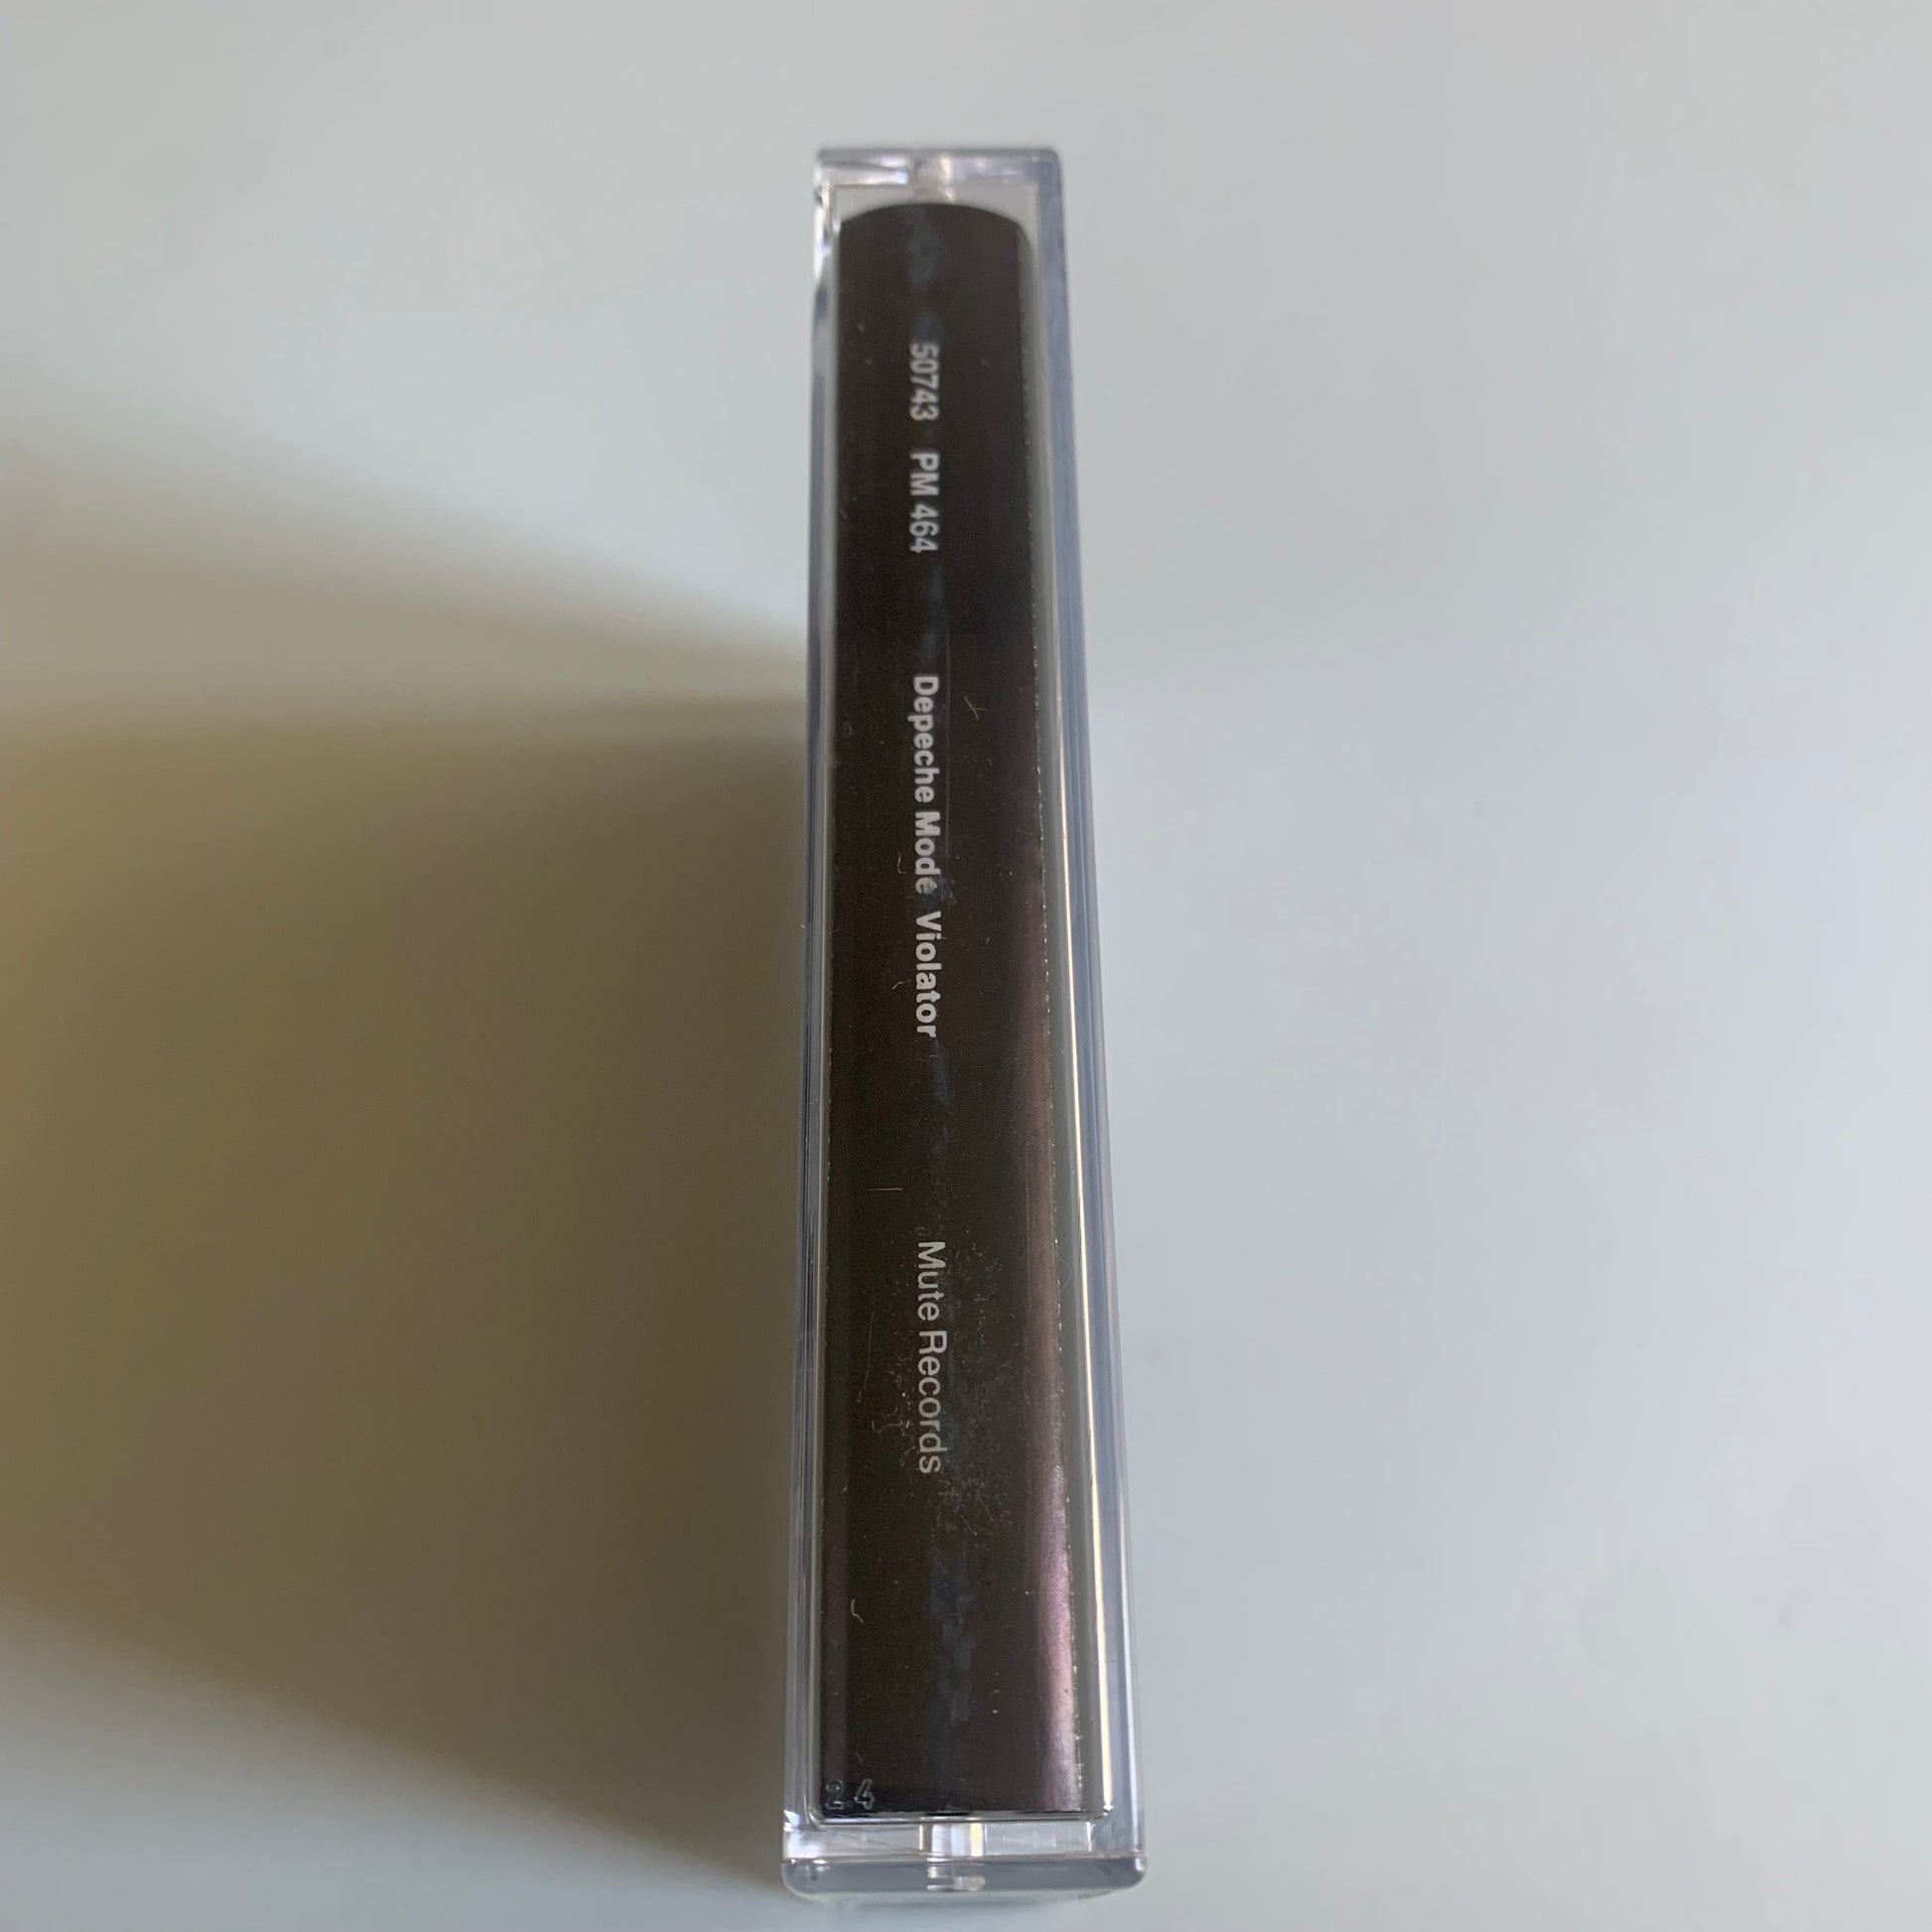 50743 PM 464 Depeche Mode Violator Mute Records
24